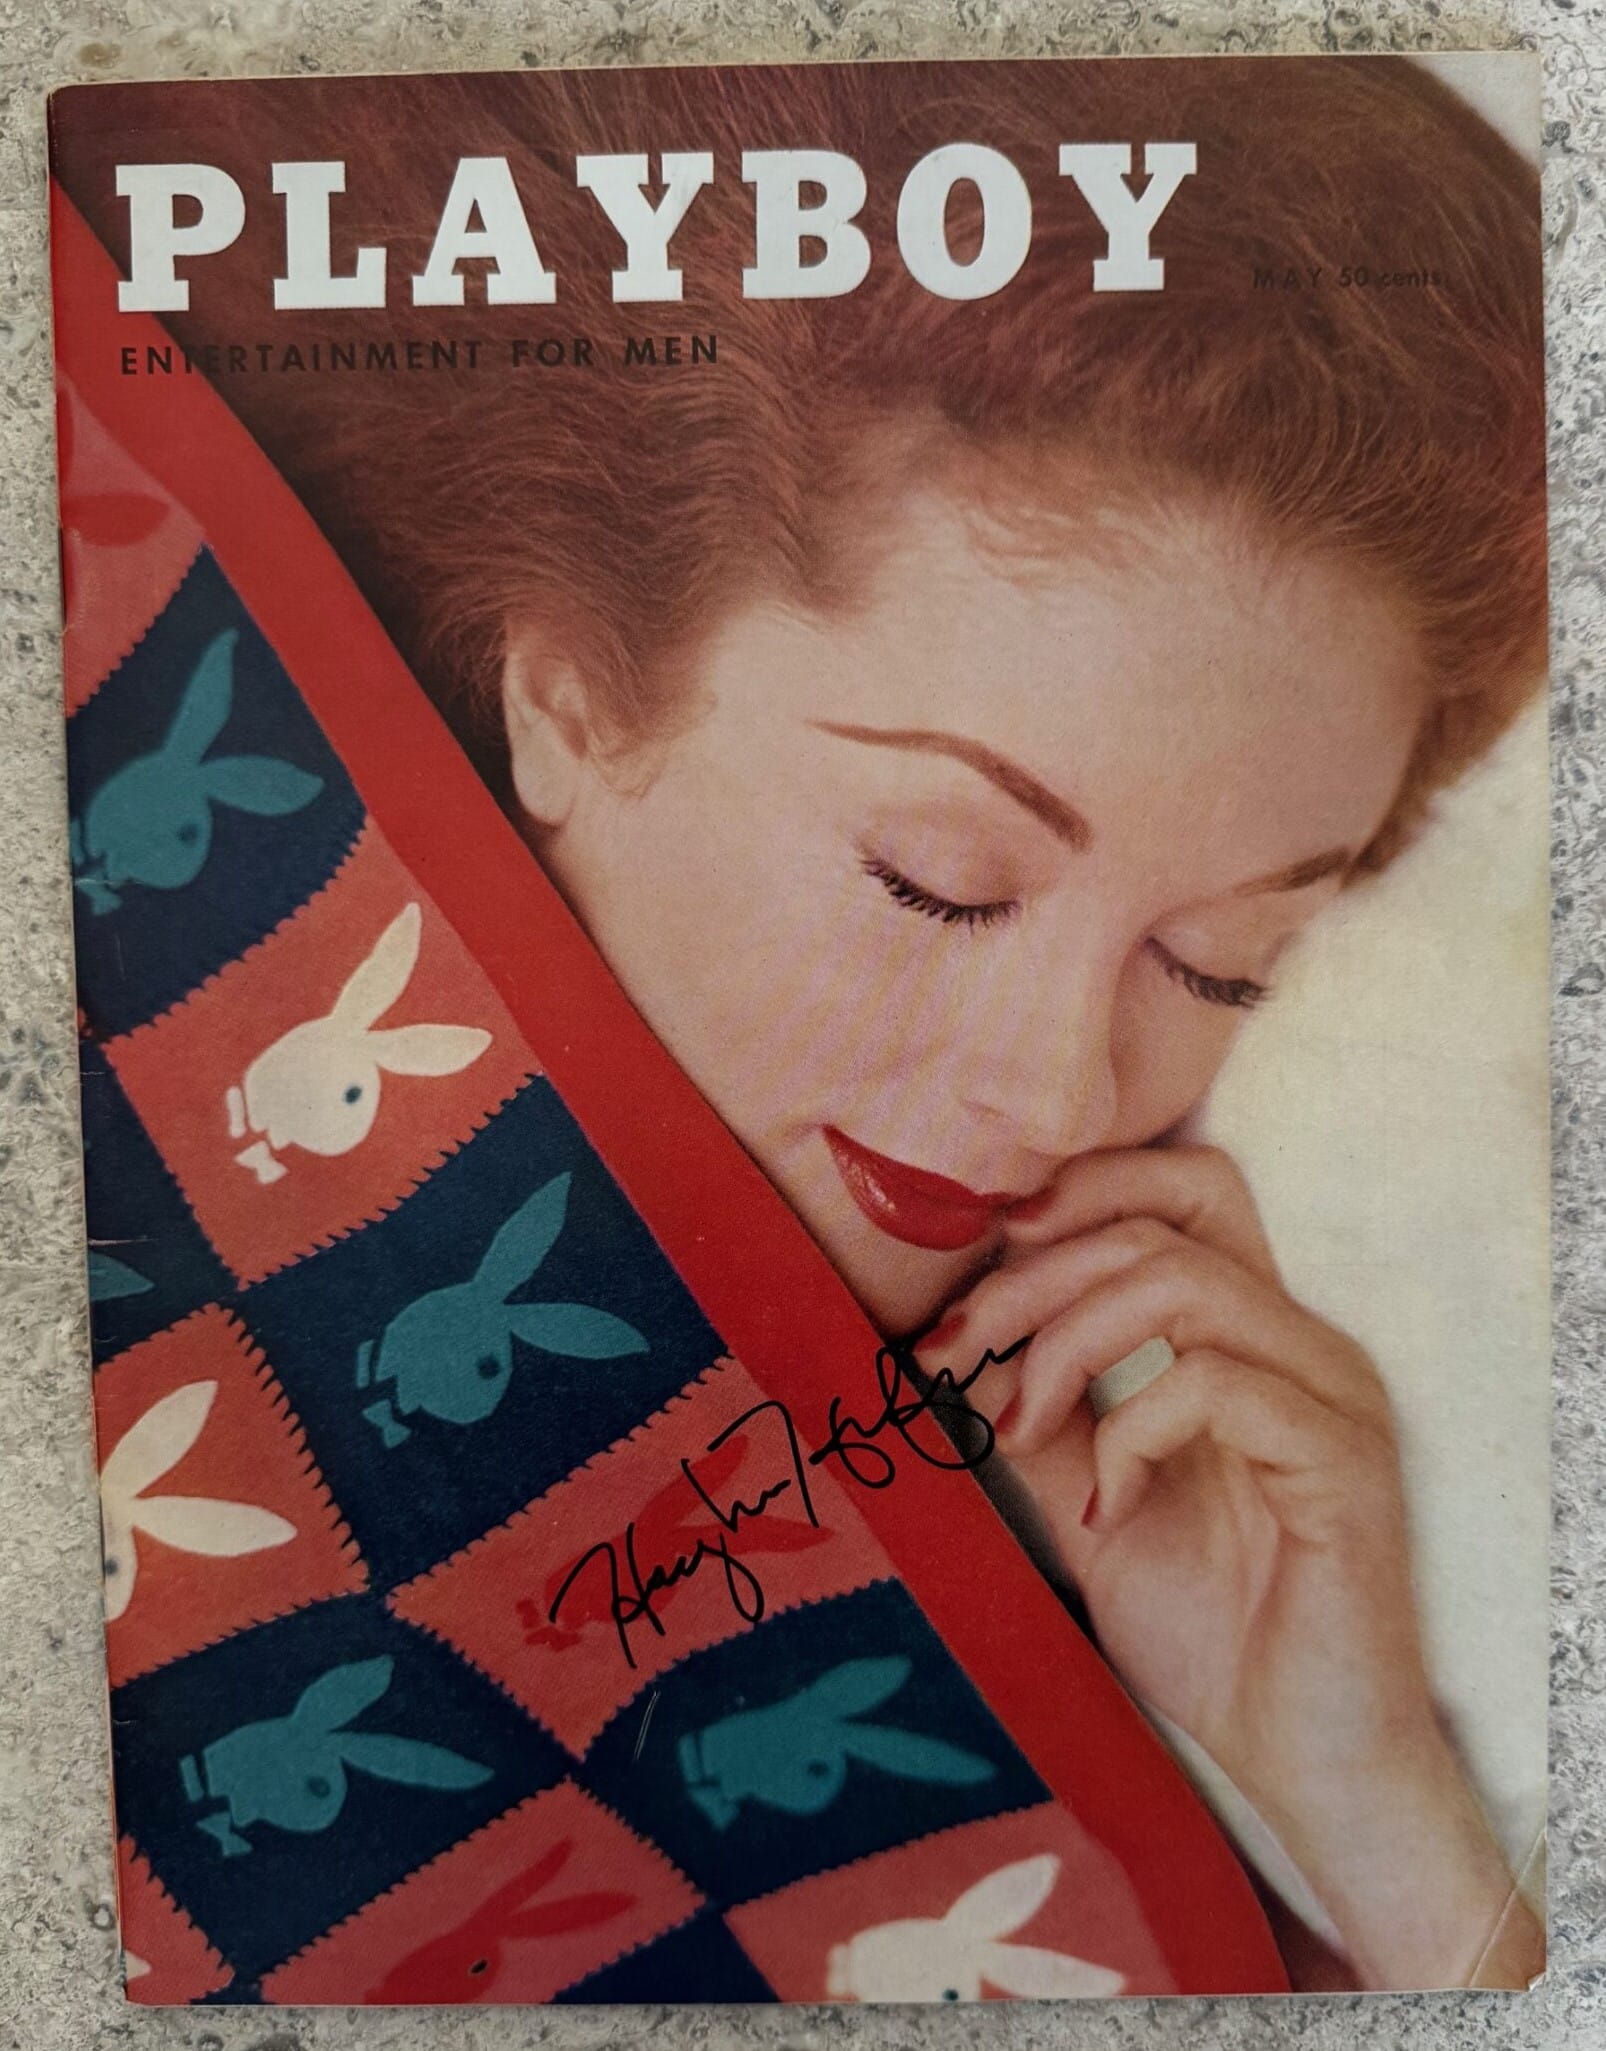 PLAYBOY
MAY 50 cents
ENTERTAINMENT FOR MEN